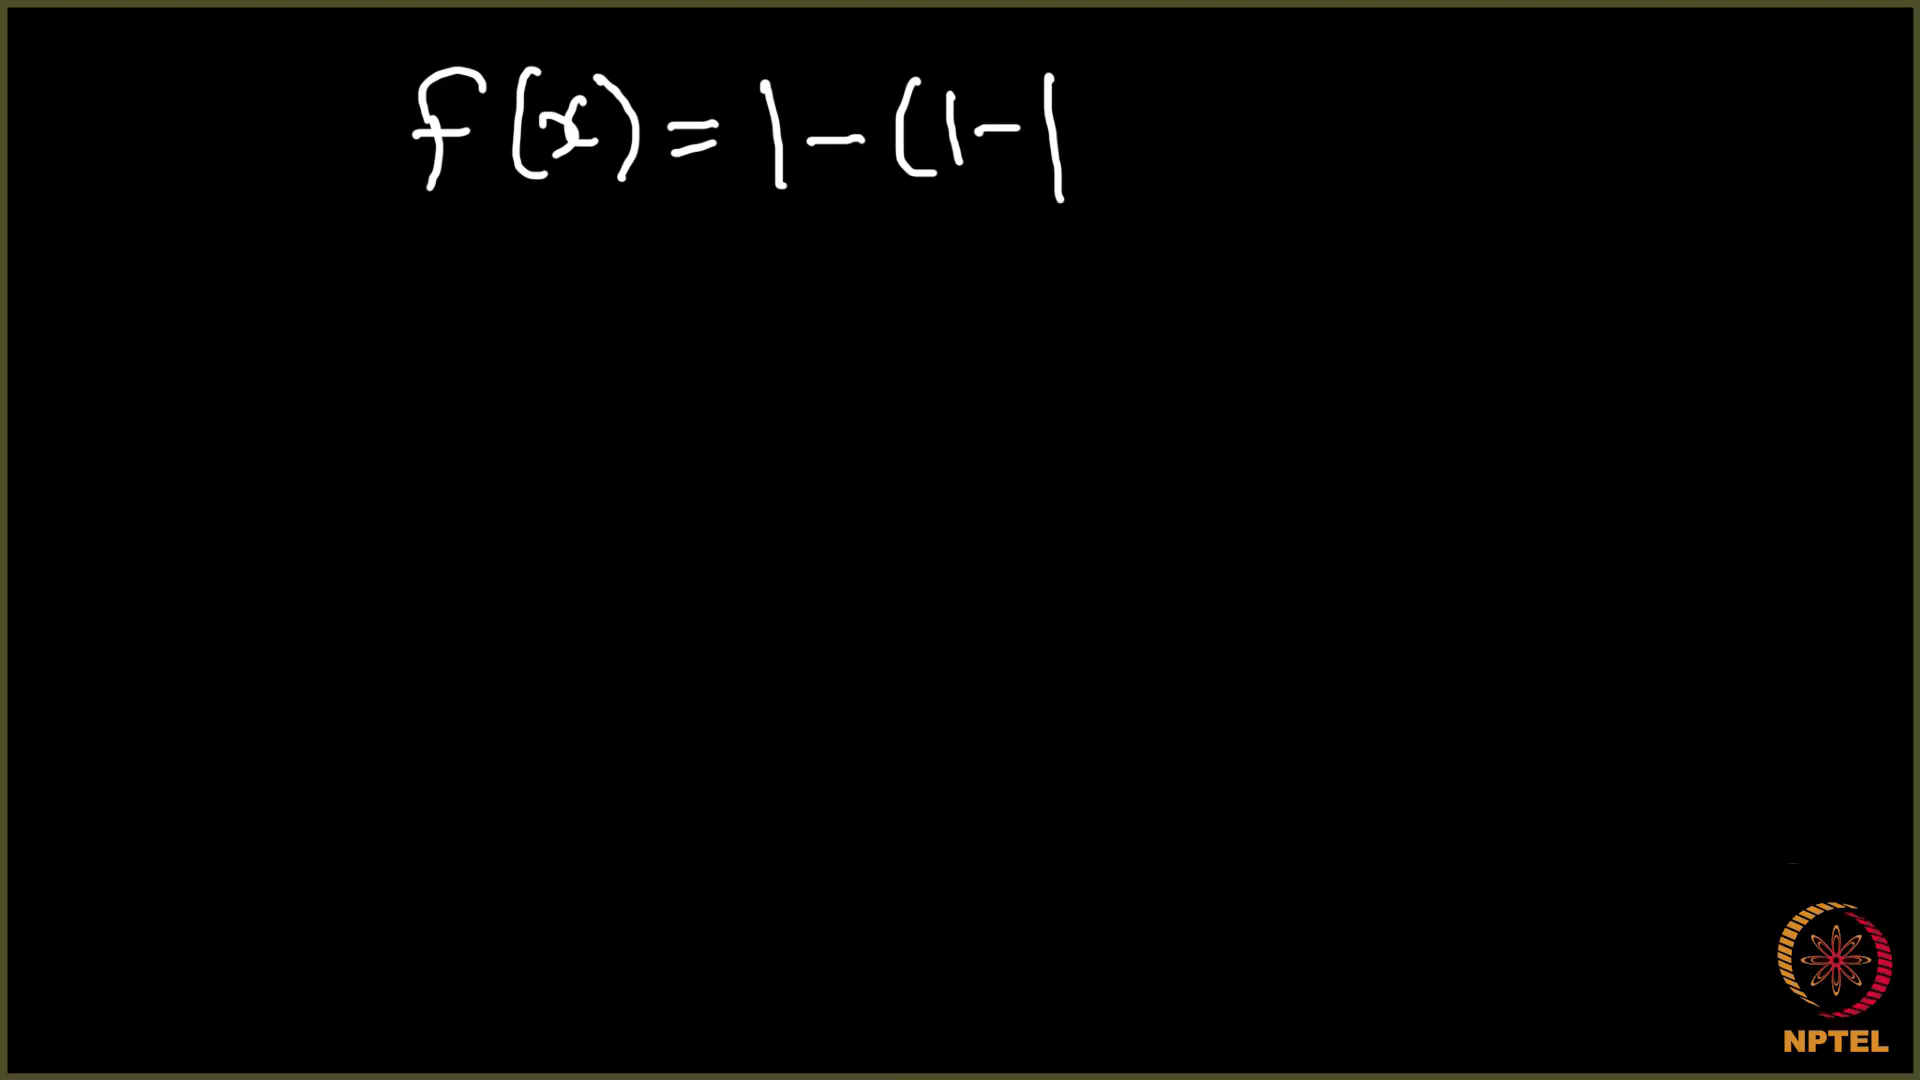 f(x) = 1 - (1 - |
NPTEL